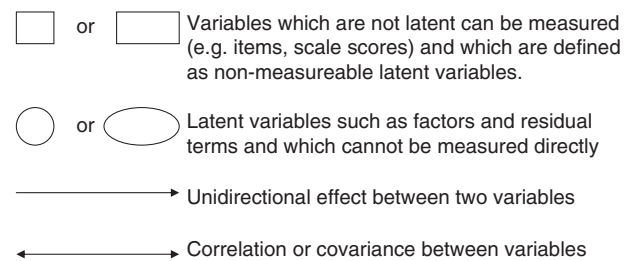 or Variables which are not latent can be measured
(e.g. items, scale scores) and which are defined
as non-measureable latent variables.
or Latent variables such as factors and residual
terms and which cannot be measured directly
Unidirectional effect between two variables
Correlation or covariance between variables